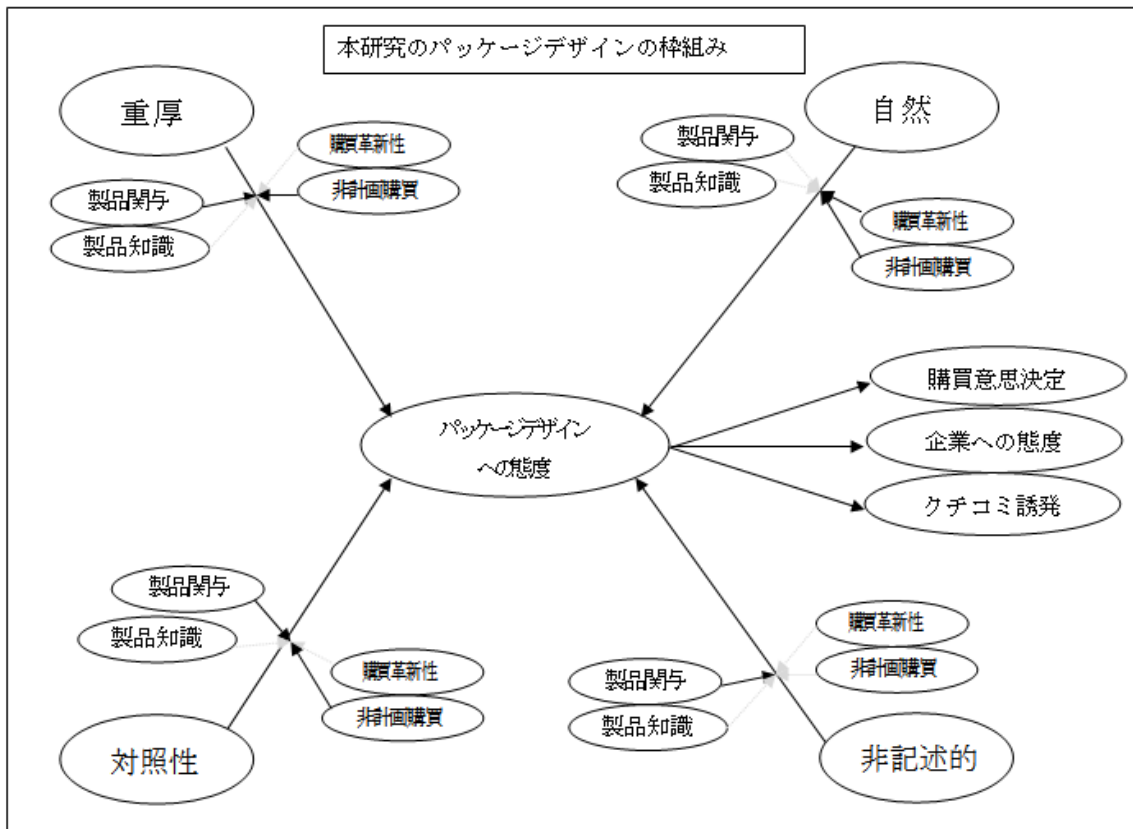 本研究のパッケージデザインの枠組み
重厚
自然
購買革新性
非計画購買
製品関与
製品知識
製品関与
製品知識
購買革新性
非計画購買
パッケージデザイン
への態度
購買意思決定
企業への態度
クチコミ誘発
製品関与
製品知識
購買革新性
非計画購買
対照性
購買革新性
非計画購買
製品関与
製品知識
非記述的